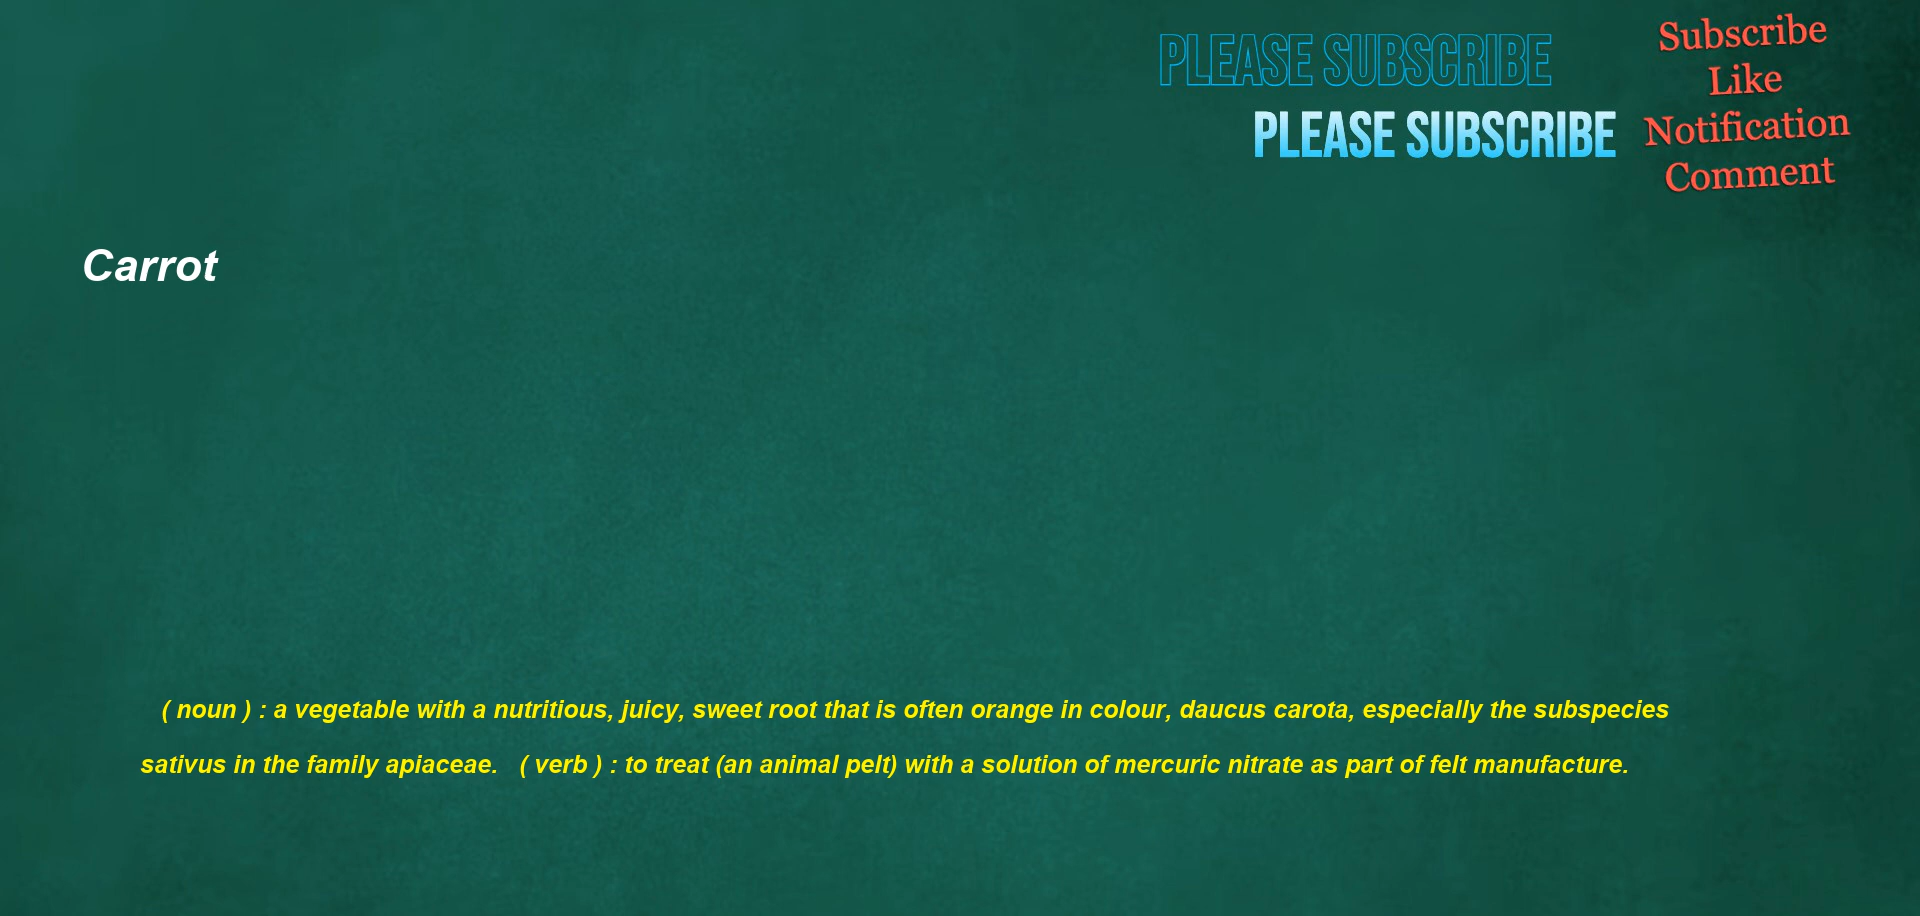 PLEASE SUBSCRIBE
PLEASE SUBSCRIBE
Subscribe
Like
Notification
Comment
Carrot
( noun ) : a vegetable with a nutritious, juicy, sweet root that is often orange in colour, daucus carota, especially the subspecies
sativus in the family apiaceae. ( verb ) : to treat (an animal pelt) with a solution of mercuric nitrate as part of felt manufacture.